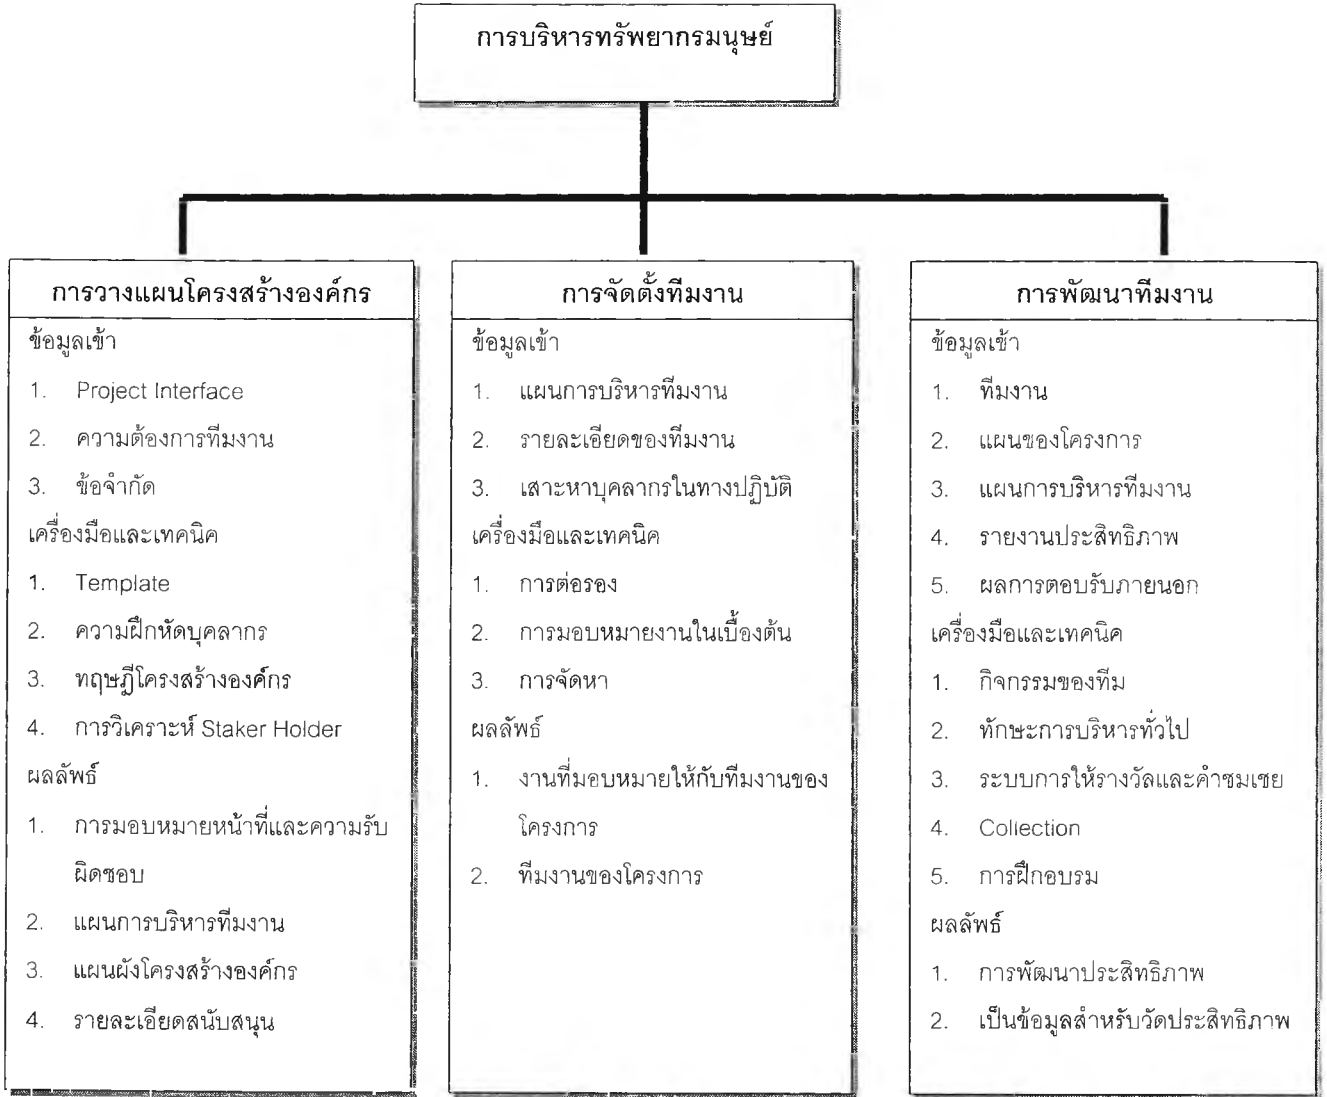 การบริหารทรัพยากรมนุษย์
การวางแผนโครงสร้างองค์กร
ข้อมูลเข้า
1. Project Interface
2. ความต้องการทีมงาน
3. ข้อจำกัด
เครื่องมือและเทคนิค
1. Template
2. ความฝึกหัดบุคลากร
3. ทฤษฎีโครงสร้างองค์กร
4. การวิเคราะห์ Staker Holder
ผลลัพธ์
1. การมอบหมายหน้าที่และความรับ
ผิดชอบ
2. แผนการบริหารทีมงาน
3. แผนผังโครงสร้างองค์กร
4. รายละเอียดสนับสนุน
การจัดตั้งทีมงาน
ข้อมูลเข้า
1. แผนการบริหารทีมงาน
2. รายละเอียดของทีมงาน
3. เสาะหาบุคลากรในทางปฏิบัติ
เครื่องมือและเทคนิค
1. การต่อรอง
2. การมอบหมายงานในเบื้องต้น
3. การจัดหา
ผลลัพธ์
1. งานที่มอบหมายให้กับทีมงานของ
โครงการ
2. ทีมงานของโครงการ
การพัฒนาทีมงาน
ข้อมูลเข้า
1. ทีมงาน
2. แผนของโครงการ
3. แผนการบริหารทีมงาน
4. รายงานประสิทธิภาพ
5. ผลการตอบรับภายนอก
เครื่องมือและเทคนิค
1. กิจกรรมของทีม
2. ทักษะการบริหารทั่วไป
3. ระบบการให้รางวัลและคำชมเชย
4. Collection
5. การฝึกอบรม
ผลลัพธ์
1. การพัฒนาประสิทธิภาพ
2. เป็นข้อมูลสำหรับวัดประสิทธิภาพ